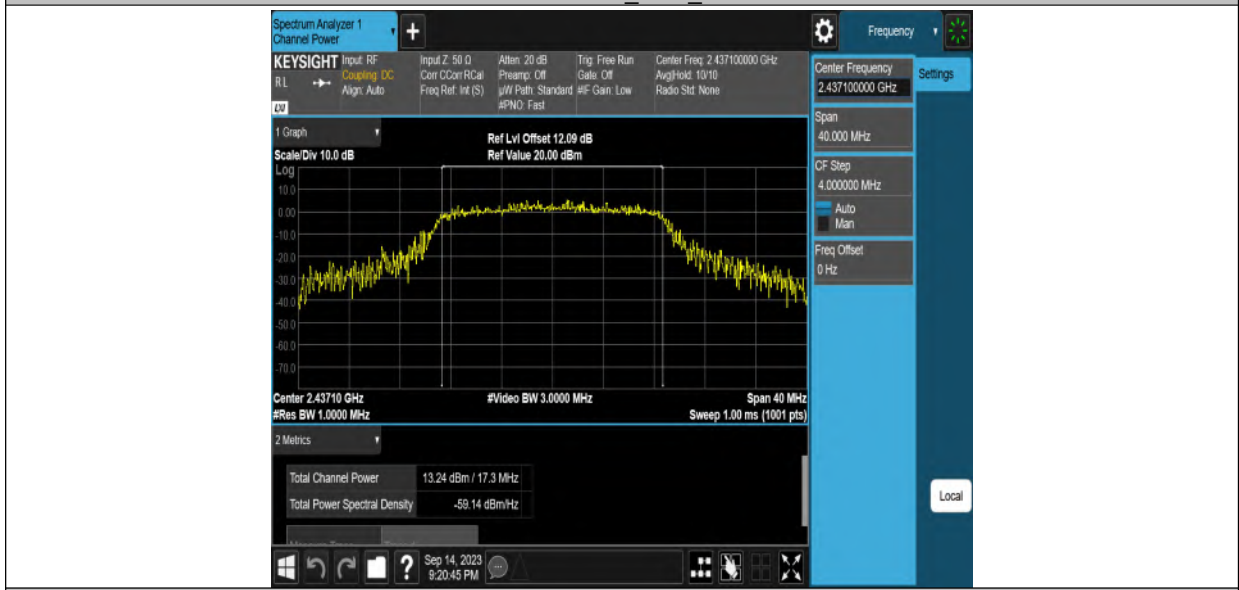 Spectrum Analyzer 1
Channel Power
Frequency
KEYSIGHT
RL
LXI
Input: RF
Coupling: DC
Align: Auto
Input Z: 50 Ω
Corr CCorr RCal
Freq Ref: Int (S)
Atten: 20 dB
Preamp: Off
µW Path: Standard
#PNO: Fast
Trig: Free Run
Gate: Off
#IF Gain: Low
Center Freq: 2.437100000 GHz
Avg|Hold: 10/10
Radio Std: None
Center Frequency
2.437100000 GHz
Settings
Span
40.000 MHz
CF Step
4.000000 MHz
Auto
Man
Freq Offset
0 Hz
Local
1 Graph
Scale/Div 10.0 dB
Ref Lvl Offset 12.09 dB
Ref Value 20.00 dBm
Log
10.0
0.00
-10.0
-20.0
-30.0
-40.0
-50.0
-60.0
-70.0
Center 2.43710 GHz
#Video BW 3.0000 MHz
Span 40 MHz
#Res BW 1.0000 MHz
Sweep 1.00 ms (1001 pts)
2 Metrics
Total Channel Power 13.24 dBm / 17.3 MHz
Total Power Spectral Density -59.14 dBm/Hz
?
Sep 14, 2023
9:20:45 PM